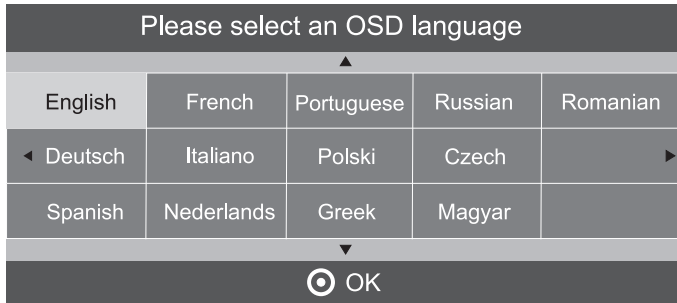 Please select an OSD language
English French Portuguese Russian Romanian
Deutsch Italiano Polski Czech
Spanish Nederlands Greek Magyar
OK